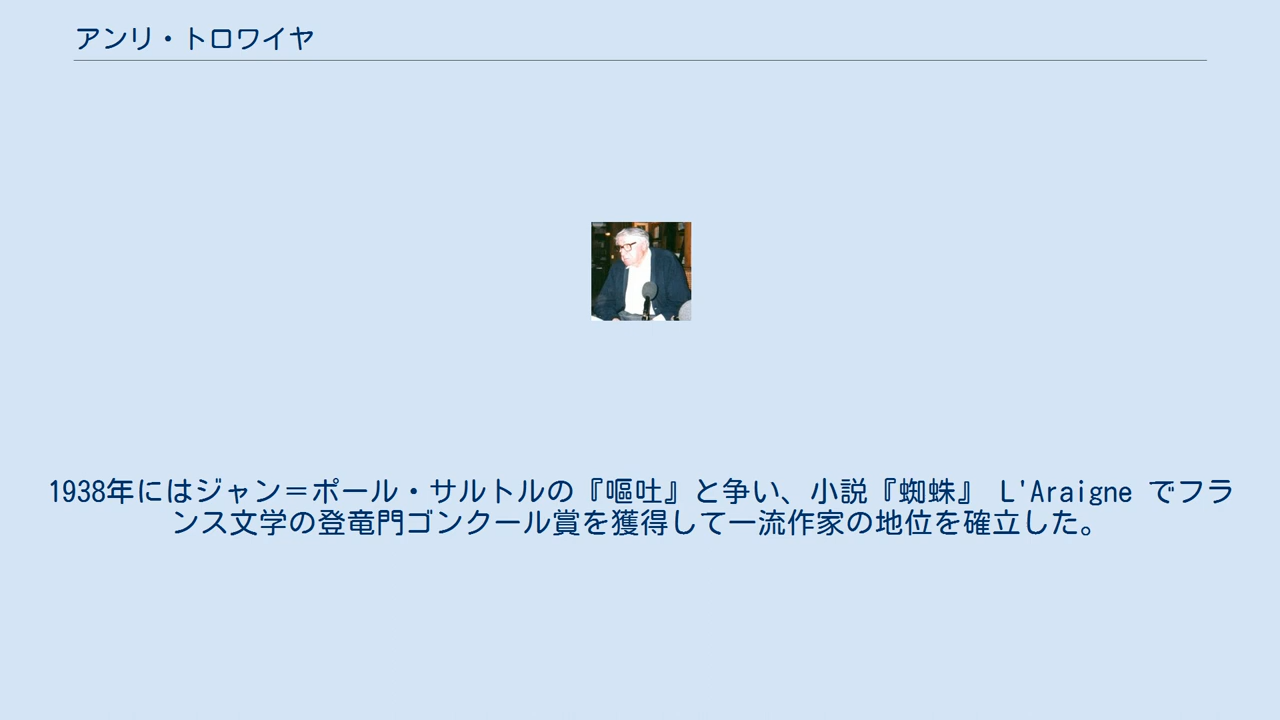 アンリ・トロワイヤ
1938年にはジャン＝ポール・サルトルの『嘔吐』と争い、小説『蜘蛛』 L'Araigne でフラ
ンス文学の登竜門ゴンクール賞を獲得して一流作家の地位を確立した。